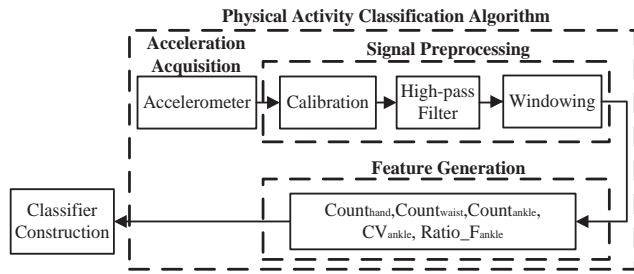 Physical Activity Classification Algorithm
Acceleration
Acquisition
Signal Preprocessing
Accelerometer
Calibration
High-pass
Filter
Windowing
Feature Generation
Classifier
Construction
Counthand,Countwaist,Countankle,
CVankle, Ratio_Fankle